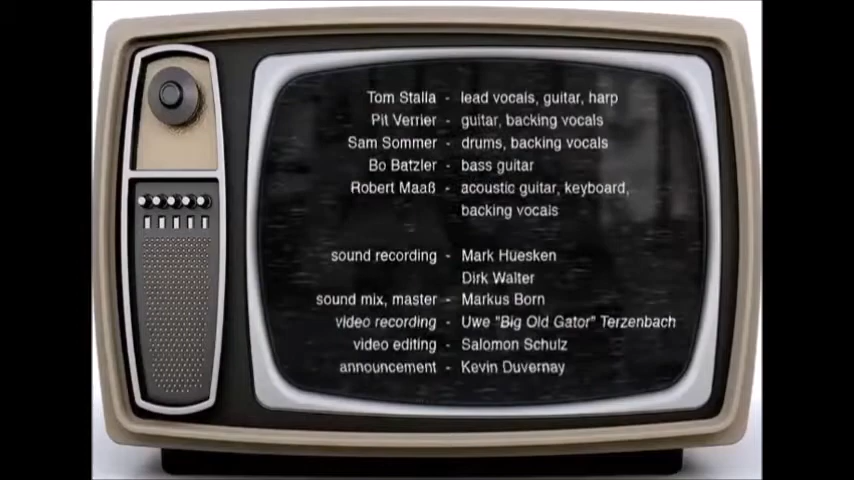 Tom Stalla - lead vocals, guitar, harp
Pit Verrier - guitar, backing vocals
Sam Sommer - drums, backing vocals
Bo Batzler - bass guitar
Robert Maaß - acoustic guitar, keyboard,
backing vocals
sound recording - Mark Huesken
Dirk Walter
sound mix, master - Markus Born
video recording - Uwe "Big Old Gator" Terzenbach
video editing - Salomon Schulz
announcement - Kevin Duvernay